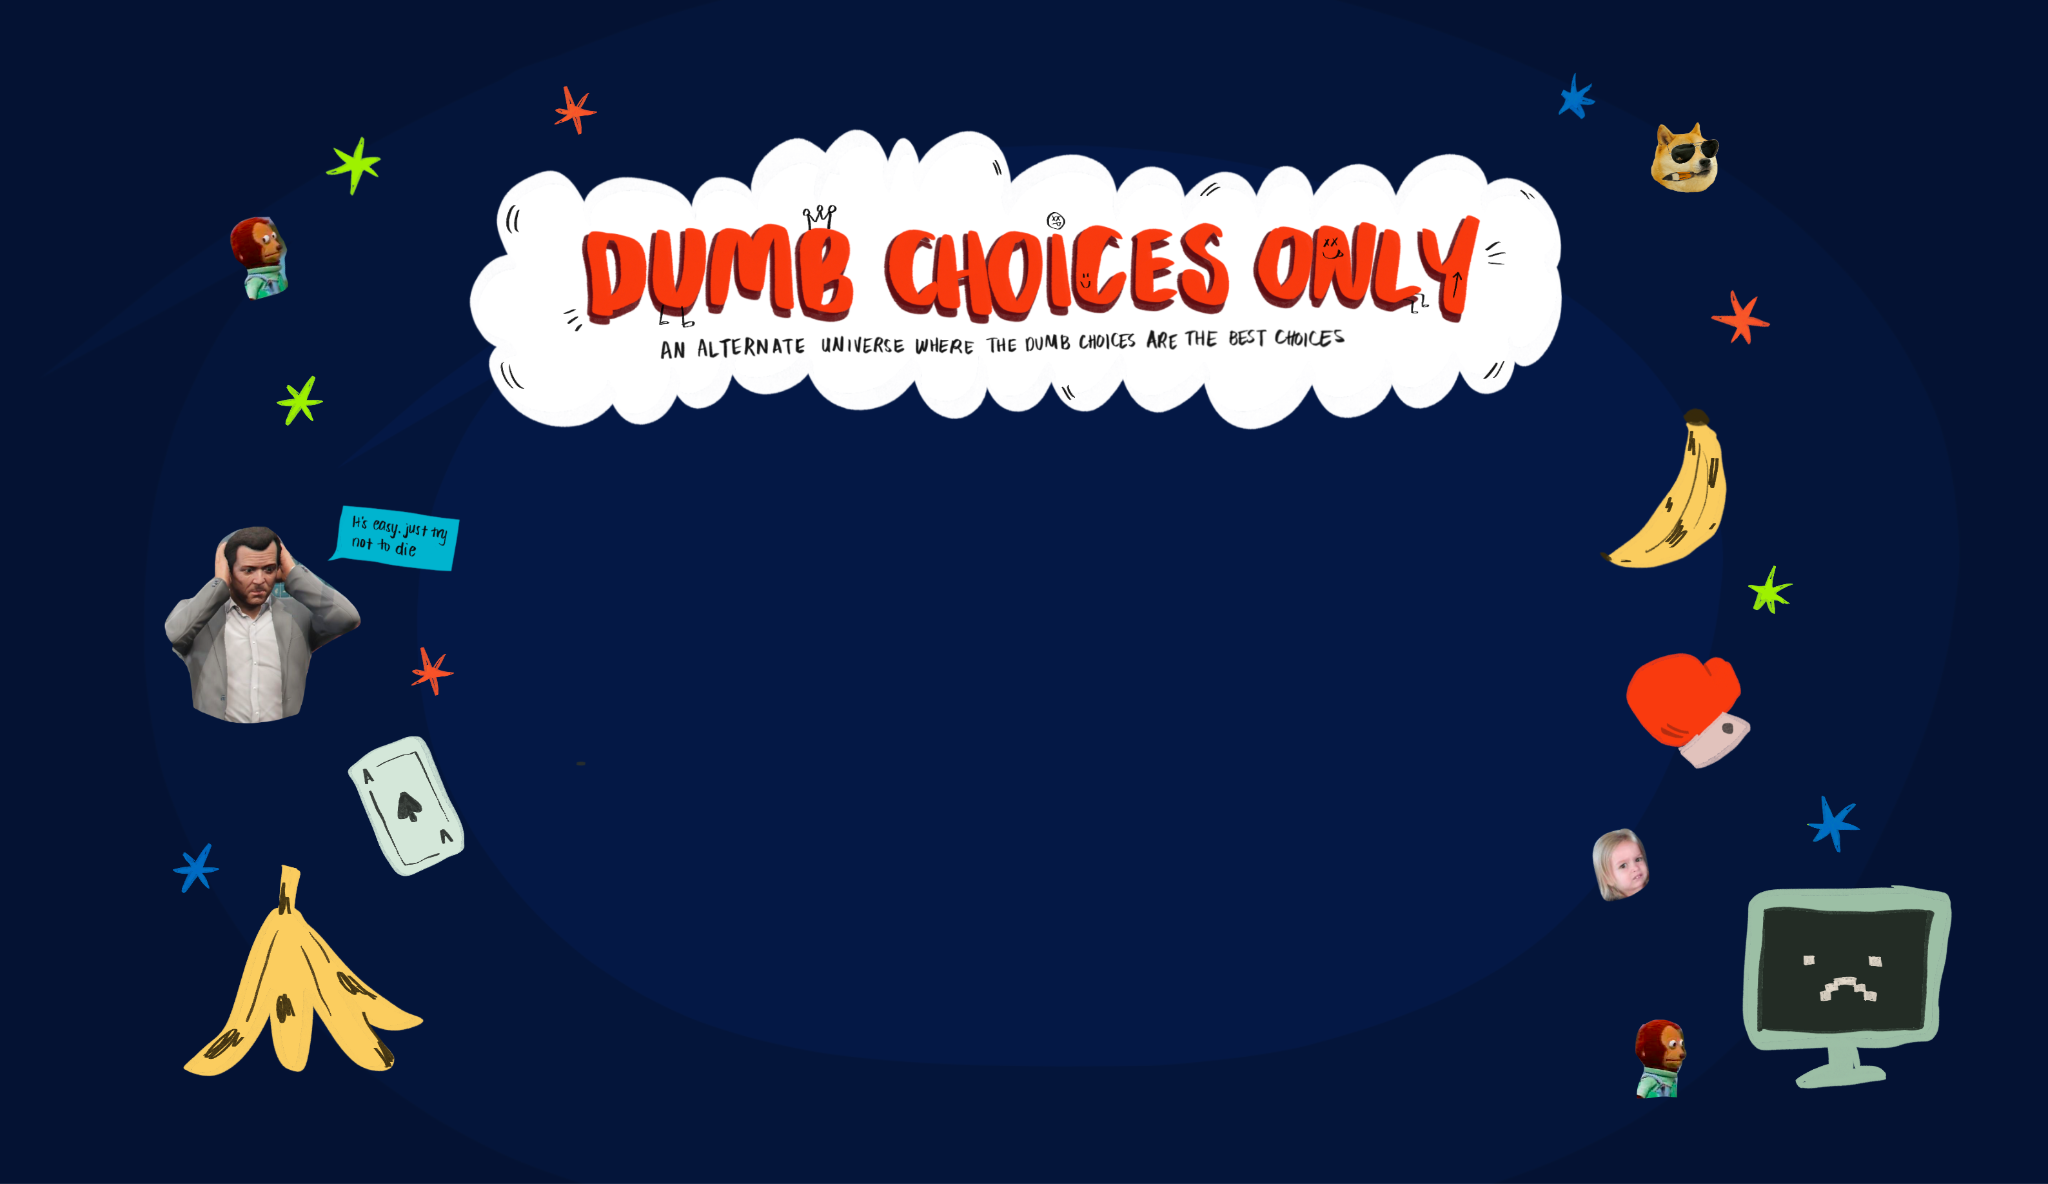 DUMB CHOICES ONLY
AN ALTERNATE UNIVERSE WHERE THE DUMB CHOICES ARE THE BEST CHOICES
It's easy. just try
not to die
A
A